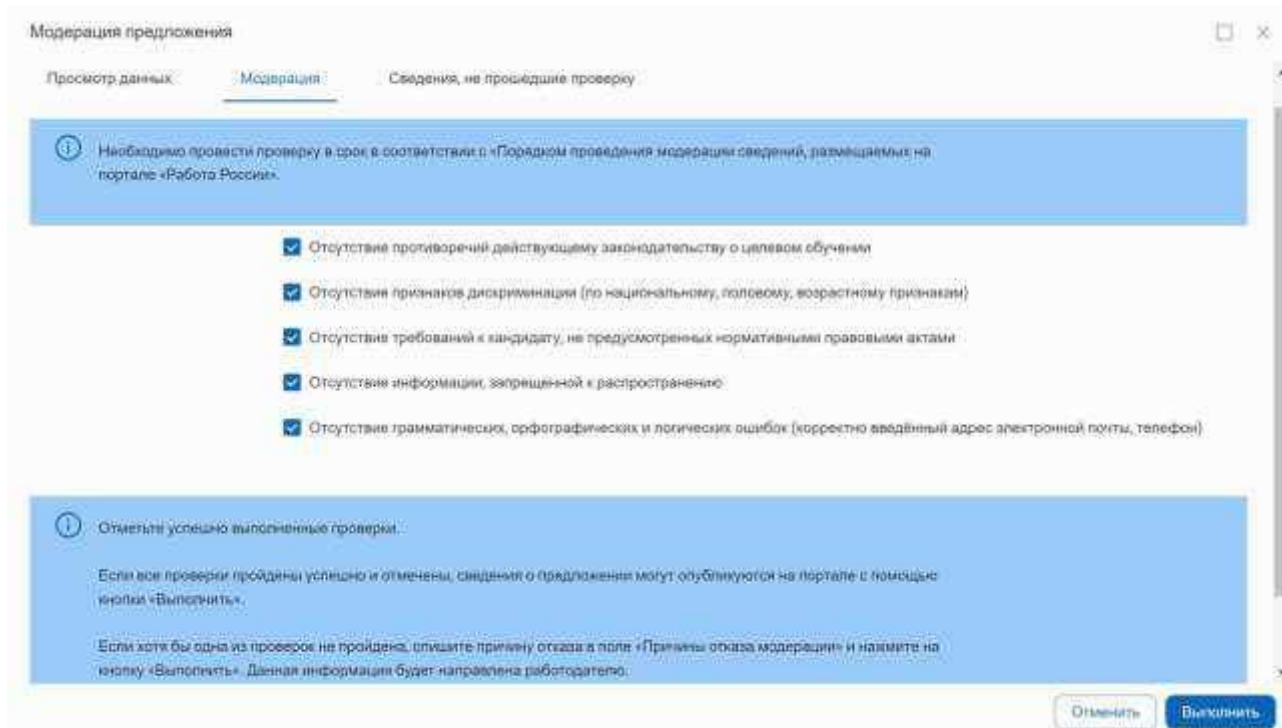 Модерация предложения
Просмотр данных Модерация Сведения, не прошедшие проверку
Необходимо провести проверку в срок в соответствии с «Порядком проведения модерации сведений, размещаемых на
портале «Работа России».
Отсутствие противоречий действующему законодательству о целевом обучении
Отсутствие признаков дискриминации (по национальному, половому, возрастному признакам)
Отсутствие требований к кандидату, не предусмотренных нормативными правовыми актами
Отсутствие информации, запрещенной к распространению
Отсутствие грамматических, орфографических и логических ошибок (корректно введённый адрес электронной почты, телефон)
Отметьте успешно выполненные проверки.
Если все проверки пройдены успешно и отмечены, сведения о предложении могут опубликуются на портале с помощью
кнопки «Выполнить».
Если хотя бы одна из проверок не пройдена, опишите причину отказа в поле «Причины отказа модерации» и нажмите на
кнопку «Выполнить». Данная информация будет направлена работодателю.
Отменить Выполнить